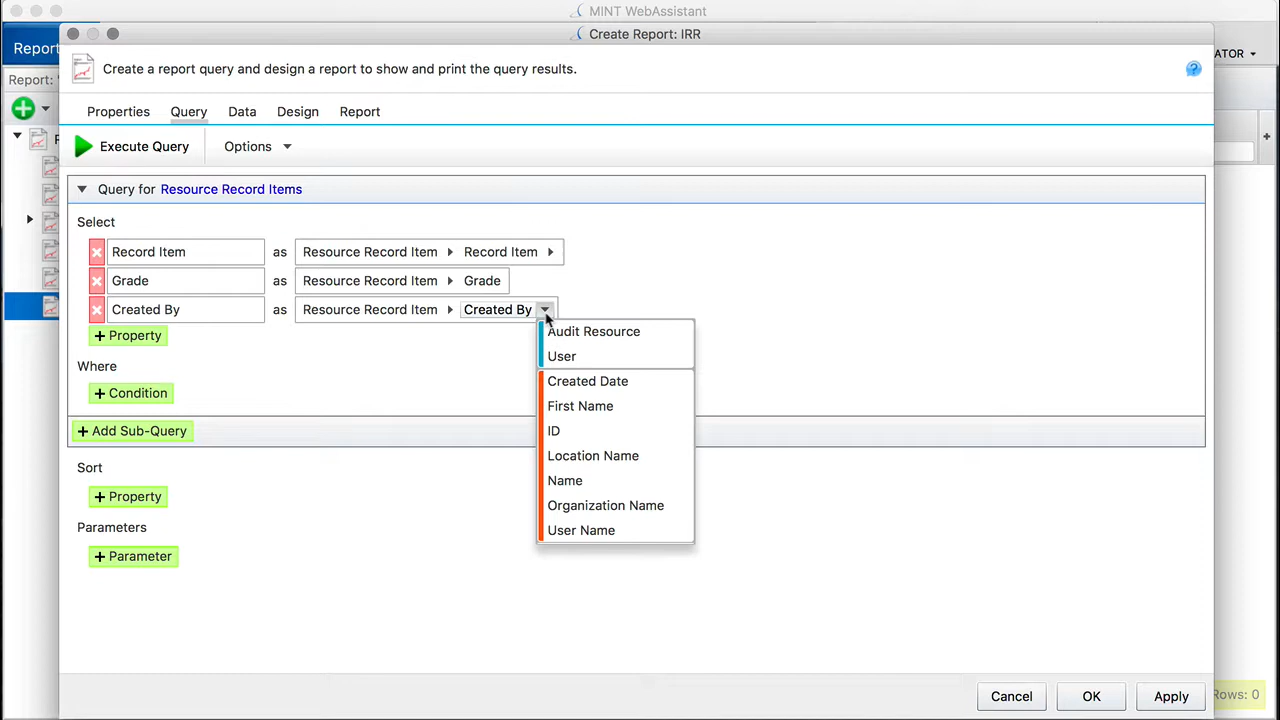 MINT WebAssistant
Create Report: IRR
Report
ATOR
Create a report query and design a report to show and print the query results.
Report:
Properties Query Data Design Report
Execute Query Options
Query for Resource Record Items
Select
Record Item as Resource Record Item Record Item
Grade as Resource Record Item Grade
Created By as Resource Record Item Created By
+ Property
Audit Resource
User
Created Date
First Name
ID
Location Name
Name
Organization Name
User Name
Where
+ Condition
+ Add Sub-Query
Sort
+ Property
Parameters
+ Parameter
Cancel OK Apply
Rows: 0